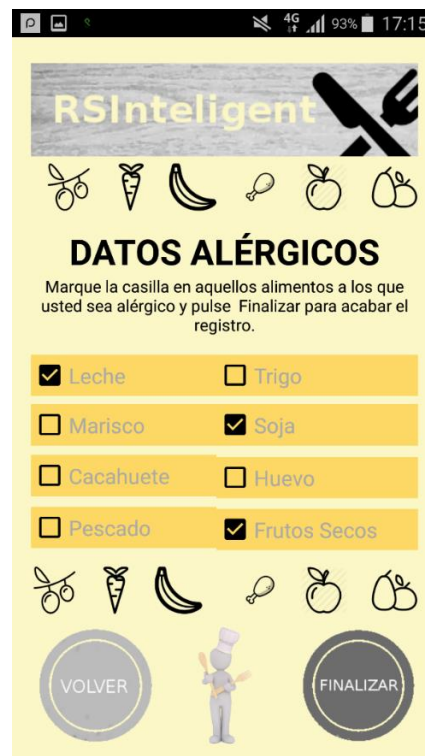 4G 93% 17:15
RSInteligent
DATOS ALÉRGICOS
Marque la casilla en aquellos alimentos a los que
usted sea alérgico y pulse Finalizar para acabar el
registro.
Leche Trigo
Marisco Soja
Cacahuete Huevo
Pescado Frutos Secos
VOLVER FINALIZAR